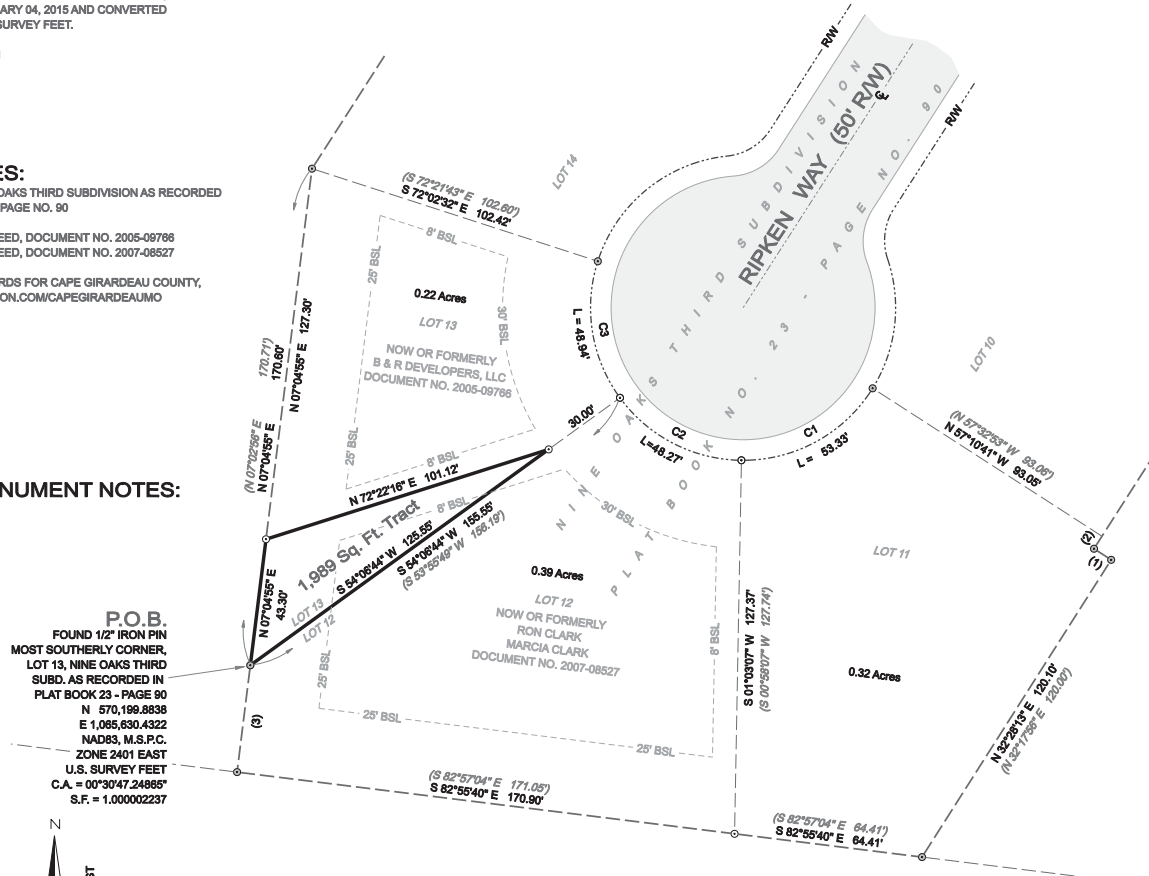 ARY 04, 2015 AND CONVERTED
SURVEY FEET.
ES:
OAKS THIRD SUBDIVISION AS RECORDED
PAGE NO. 90
EED, DOCUMENT NO. 2005-09766
EED, DOCUMENT NO. 2007-08527
RDS FOR CAPE GIRARDEAU COUNTY,
ON.COM/CAPEGIRARDEAUMO
NUMENT NOTES:
P.O.B.
FOUND 1/2" IRON PIN
MOST SOUTHERLY CORNER,
LOT 13, NINE OAKS THIRD
SUBD. AS RECORDED IN
PLAT BOOK 23 - PAGE 90
N 570,199.8838
E 1,065,630.4322
NAD83, M.S.P.C.
ZONE 2401 EAST
U.S. SURVEY FEET
C.A. = 00°30'47.24865"
S.F. = 1.000002237
N
ST
R/W
R/W
RIPKEN WAY (50' R/W)
℄
NINE OAKS THIRD SUBDIVISION
PLAT BOOK NO. 23 - PAGE NO. 90
LOT 14
(S 72°21'43" E 102.60')
S 72°02'32" E 102.42'
8' BSL
25' BSL
0.22 Acres
LOT 13
30' BSL
NOW OR FORMERLY
B & R DEVELOPERS, LLC
DOCUMENT NO. 2005-09766
25' BSL
8' BSL
C3
L = 48.94'
N 07°04'55" E 127.30'
170.71')
170.60'
(N 07°02'56" E
N 07°04'55" E
30.00'
C2
L=48.27'
C1
L = 53.33'
LOT 10
(N 57°32'53" W 93.06')
N 57°10'41" W 93.05'
(2)
(1)
N 72°22'16" E 101.12'
8' BSL
1,989 Sq. Ft. Tract
S 54°06'44" W 125.55'
S 54°06'44" W 155.55'
(S 53°55'49" W 156.19')
N 07°04'55" E
43.30'
LOT 13
LOT 12
30' BSL
0.39 Acres
LOT 12
NOW OR FORMERLY
RON CLARK
MARCIA CLARK
DOCUMENT NO. 2007-08527
8' BSL
25' BSL
25' BSL
25' BSL
(3)
S 01°03'07" W 127.37'
(S 00°58'07" W 127.74')
LOT 11
0.32 Acres
N 32°28'13" E 120.10'
(N 32°17'56" E 120.00')
(S 82°57'04" E 171.05')
S 82°55'40" E 170.90'
(S 82°57'04" E 64.41')
S 82°55'40" E 64.41'